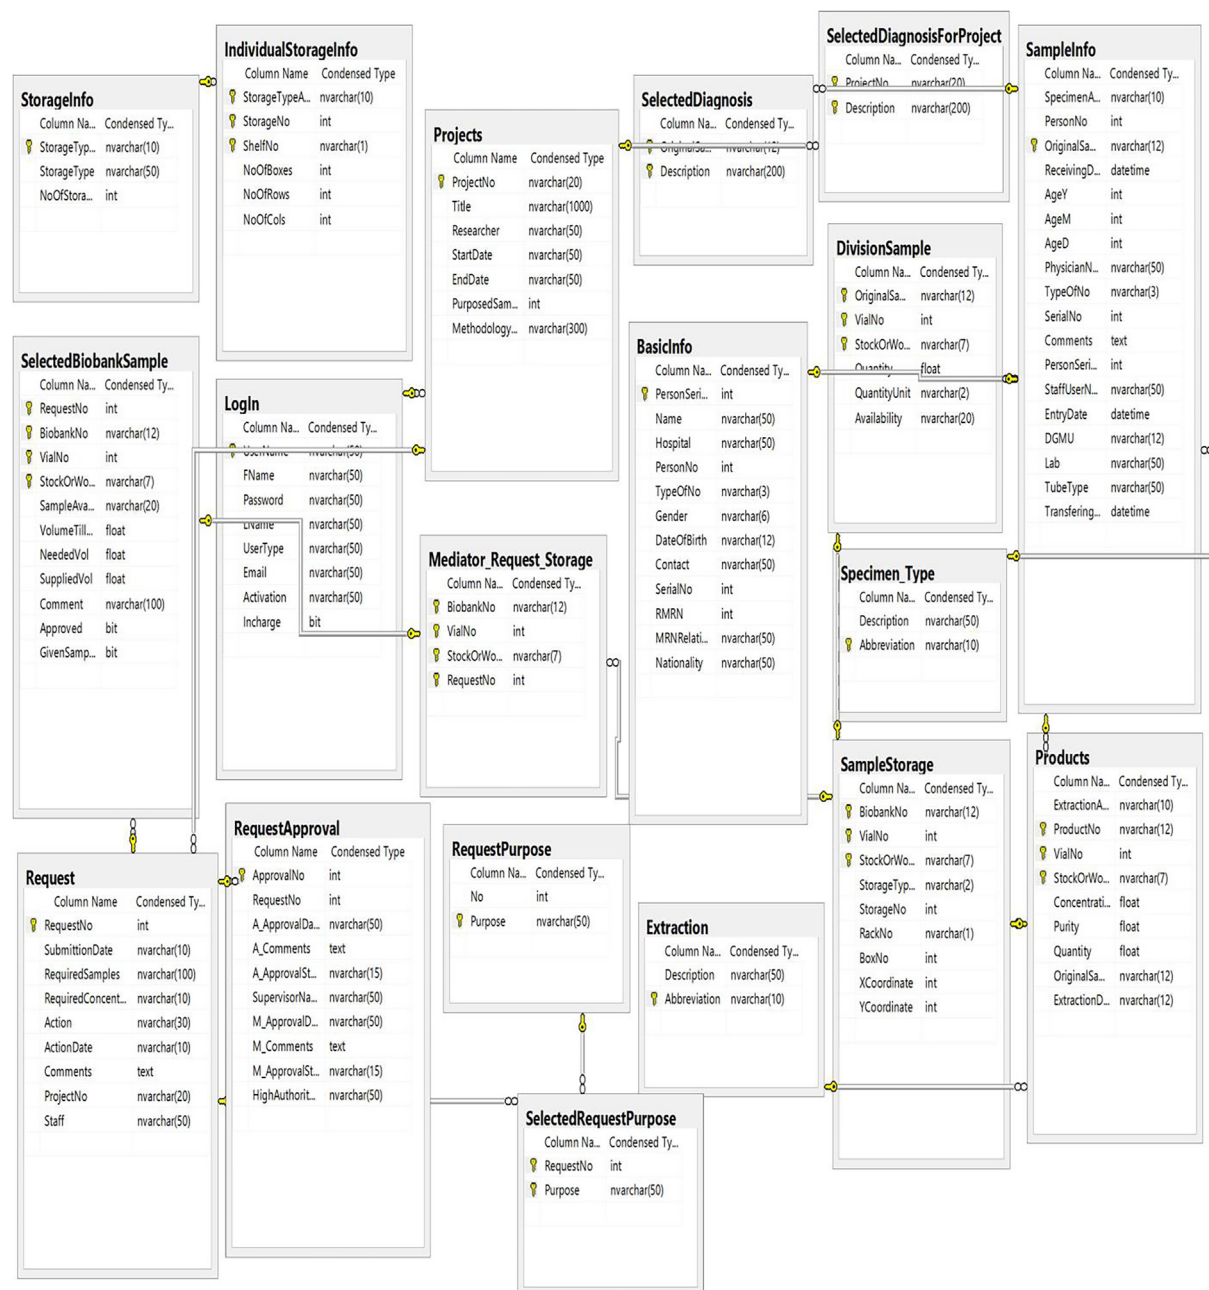 StorageInfo
Column Na... Condensed Ty...
StorageTyp... nvarchar(10)
StorageType nvarchar(50)
NoOfStora... int
IndividualStorageInfo
Column Name Condensed Type
StorageTypeA... nvarchar(10)
StorageNo int
ShelfNo nvarchar(1)
NoOfBoxes int
NoOfRows int
NoOfCols int
Projects
Column Name Condensed Type
ProjectNo nvarchar(20)
Title nvarchar(1000)
Researcher nvarchar(50)
StartDate nvarchar(50)
EndDate nvarchar(50)
PurposedSam... int
Methodology... nvarchar(300)
SelectedDiagnosis
Column Na... Condensed Ty...
OriginalSa... nvarchar(12)
Description nvarchar(200)
SelectedDiagnosisForProject
Column Na... Condensed Ty...
ProjectNo nvarchar(20)
Description nvarchar(200)
SampleInfo
Column Na... Condensed Ty...
SpecimenA... nvarchar(10)
PersonNo int
OriginalSa... nvarchar(12)
ReceivingD... datetime
AgeY int
AgeM int
AgeD int
PhysicianN... nvarchar(50)
TypeOfNo nvarchar(3)
SerialNo int
Comments text
PersonSeri... int
StaffUserN... nvarchar(50)
EntryDate datetime
DGMU nvarchar(12)
Lab nvarchar(50)
TubeType nvarchar(50)
Transfering... datetime
DivisionSample
Column Na... Condensed Ty...
OriginalSa... nvarchar(12)
VialNo int
StockOrWo... nvarchar(7)
Quantity float
QuantityUnit nvarchar(2)
Availability nvarchar(20)
SelectedBiobankSample
Column Na... Condensed Ty...
RequestNo int
BiobankNo nvarchar(12)
VialNo int
StockOrWo... nvarchar(7)
SampleAva... nvarchar(20)
VolumeTill... float
NeededVol float
SuppliedVol float
Comment nvarchar(100)
Approved bit
GivenSamp... bit
LogIn
Column Na... Condensed Ty...
UserName nvarchar(50)
FName nvarchar(50)
Password nvarchar(50)
LName nvarchar(50)
UserType nvarchar(50)
Email nvarchar(50)
Activation nvarchar(50)
Incharge bit
Mediator_Request_Storage
Column Na... Condensed Ty...
BiobankNo nvarchar(12)
VialNo int
StockOrWo... nvarchar(7)
RequestNo int
BasicInfo
Column Na... Condensed Ty...
PersonSeri... int
Name nvarchar(50)
Hospital nvarchar(50)
PersonNo int
TypeOfNo nvarchar(3)
Gender nvarchar(6)
DateOfBirth nvarchar(12)
Contact nvarchar(50)
SerialNo int
RMRN int
MRNRelati... nvarchar(50)
Nationality nvarchar(50)
Specimen_Type
Column Na... Condensed Ty...
Description nvarchar(50)
Abbreviation nvarchar(10)
SampleStorage
Column Na... Condensed Ty...
BiobankNo nvarchar(12)
VialNo int
StockOrWo... nvarchar(7)
StorageTyp... nvarchar(2)
StorageNo int
RackNo nvarchar(1)
BoxNo int
XCoordinate int
YCoordinate int
Products
Column Na... Condensed Ty...
ExtractionA... nvarchar(10)
ProductNo nvarchar(12)
VialNo int
StockOrWo... nvarchar(7)
Concentrati... float
Purity float
Quantity float
OriginalSa... nvarchar(12)
ExtractionD... nvarchar(12)
Request
Column Name Condensed Ty...
RequestNo int
SubmittionDate nvarchar(10)
RequiredSamples nvarchar(100)
RequiredConcent... nvarchar(10)
Action nvarchar(30)
ActionDate nvarchar(10)
Comments text
ProjectNo nvarchar(20)
Staff nvarchar(50)
RequestApproval
Column Name Condensed Type
ApprovalNo int
RequestNo int
A_ApprovalDa... nvarchar(50)
A_Comments text
A_ApprovalSt... nvarchar(15)
SupervisorNa... nvarchar(50)
M_ApprovalD... nvarchar(50)
M_Comments text
M_ApprovalSt... nvarchar(15)
HighAuthorit... nvarchar(50)
RequestPurpose
Column Na... Condensed Ty...
No int
Purpose nvarchar(50)
Extraction
Column Na... Condensed Ty...
Description nvarchar(50)
Abbreviation nvarchar(10)
SelectedRequestPurpose
Column Na... Condensed Ty...
RequestNo int
Purpose nvarchar(50)